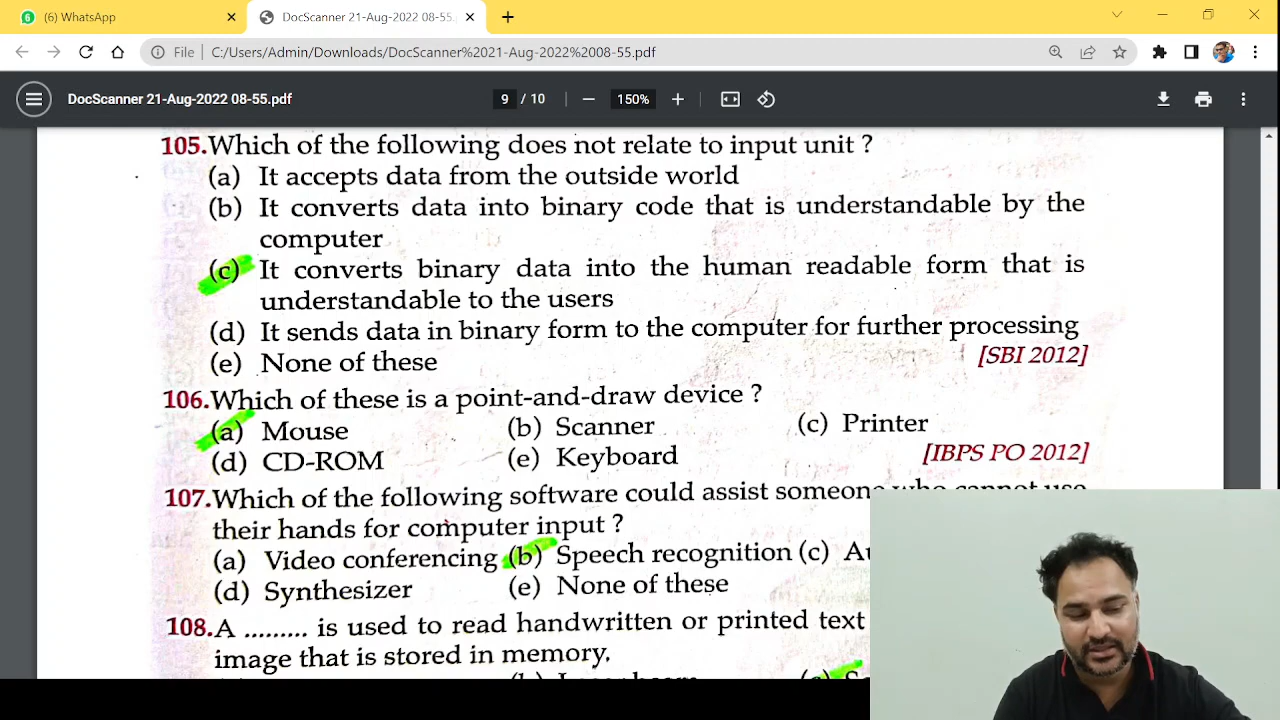 (6) WhatsApp
DocScanner 21-Aug-2022 08-55.
File C:/Users/Admin/Downloads/DocScanner%2021-Aug-2022%2008-55.pdf
DocScanner 21-Aug-2022 08-55.pdf
9 / 10
150%
105. Which of the following does not relate to input unit ?
(a) It accepts data from the outside world
(b) It converts data into binary code that is understandable by the
computer
(c) It converts binary data into the human readable form that is
understandable to the users
(d) It sends data in binary form to the computer for further processing
(e) None of these
[SBI 2012]
106. Which of these is a point-and-draw device ?
(a) Mouse (b) Scanner (c) Printer
(d) CD-ROM (e) Keyboard [IBPS PO 2012]
107. Which of the following software could assist someone who cannot use
their hands for computer input ?
(a) Video conferencing (b) Speech recognition (c)
(d) Synthesizer (e) None of these
108. A ......... is used to read handwritten or printed text
image that is stored in memory.